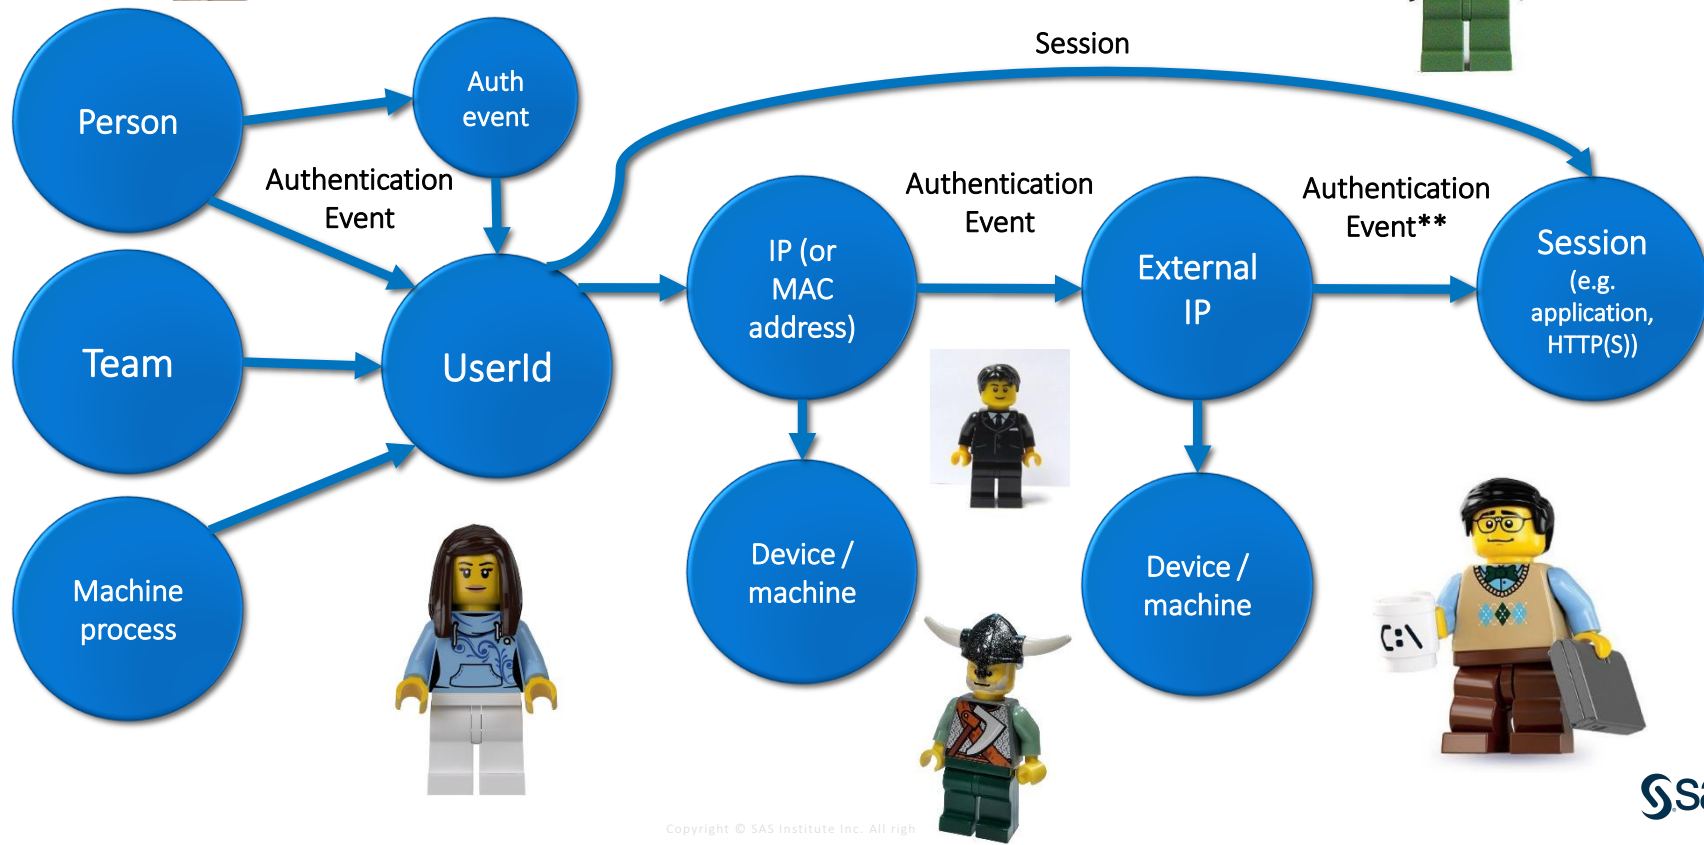 Session
Person
Auth
event
Authentication
Event
Authentication
Event
Authentication
Event**
IP (or
MAC
address)
External
IP
Session
(e.g.
application,
HTTP(S))
Team
UserId
Machine
process
Device /
machine
Device /
machine
C:\
Copyright © SAS Institute Inc. All righ